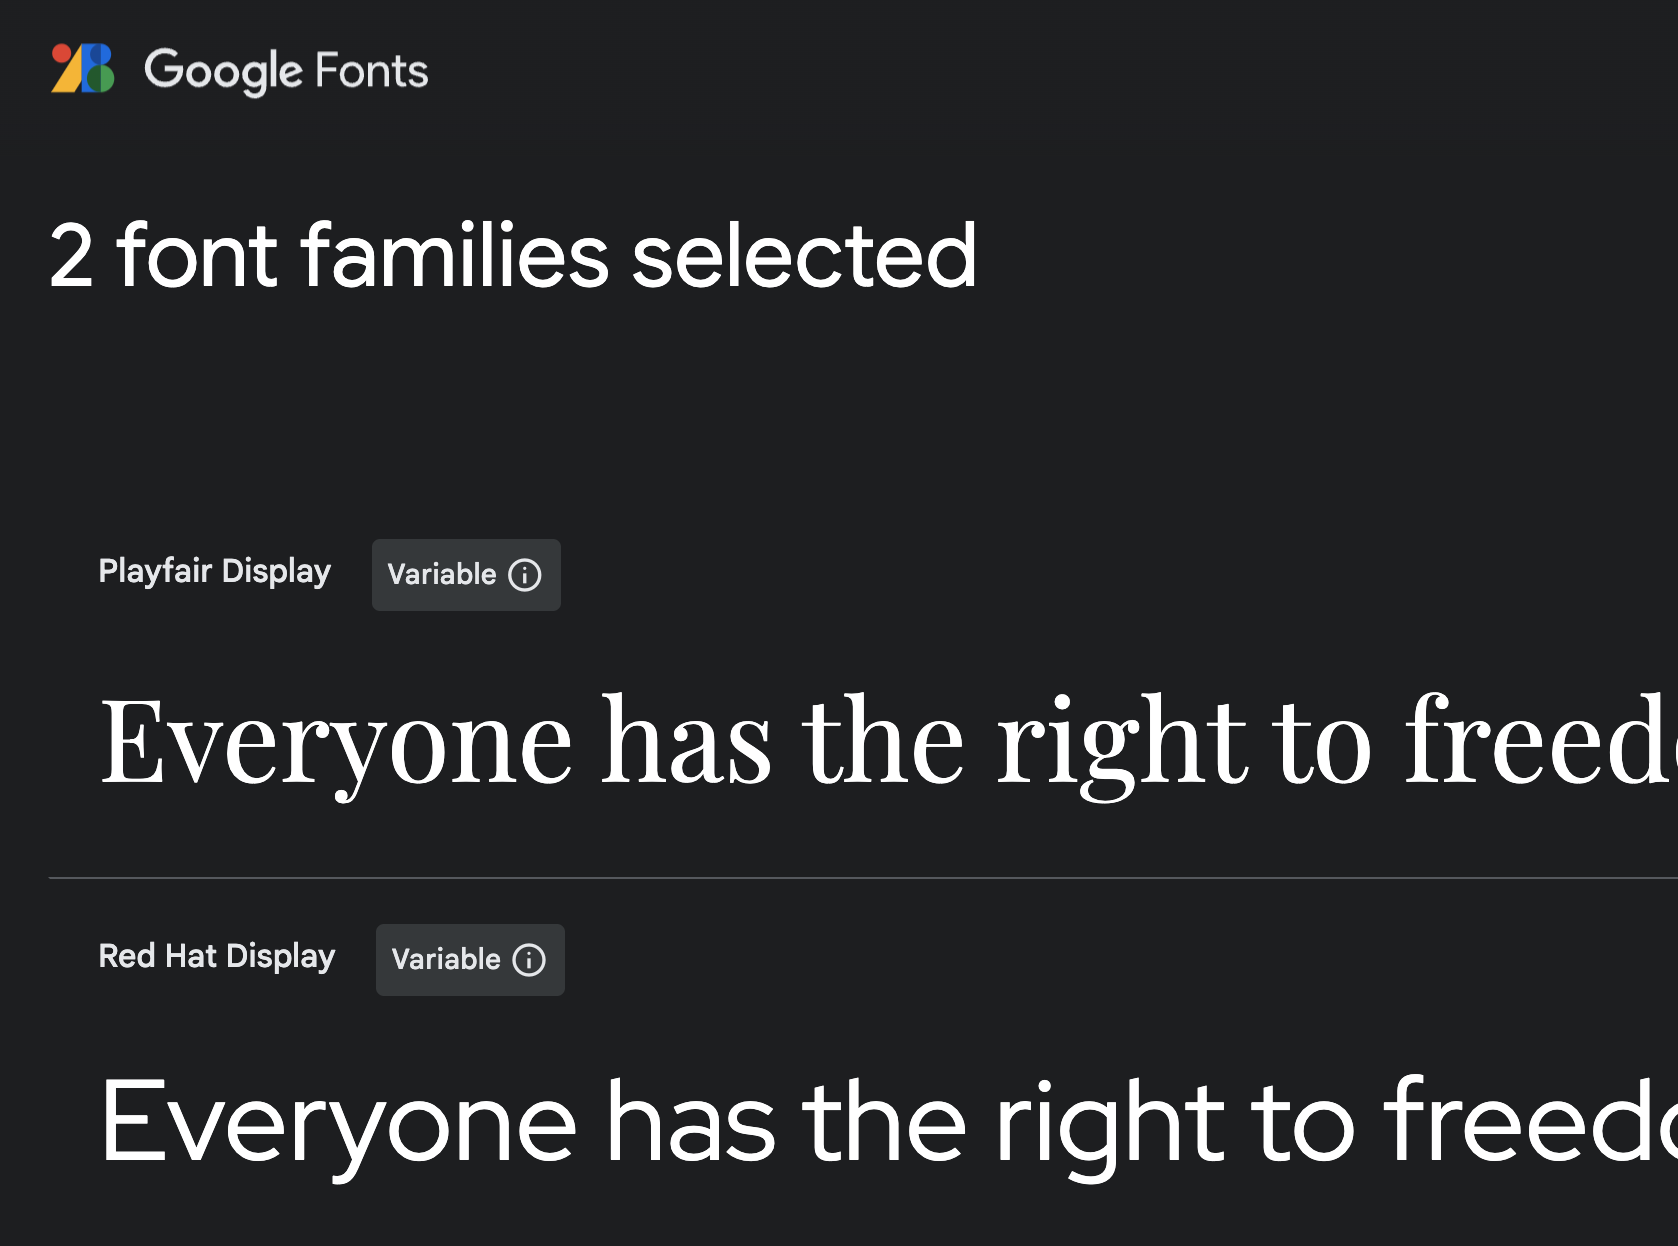 Google Fonts
2 font families selected
Playfair Display
Variable
Everyone has the right to freed
Red Hat Display
Variable
Everyone has the right to freed